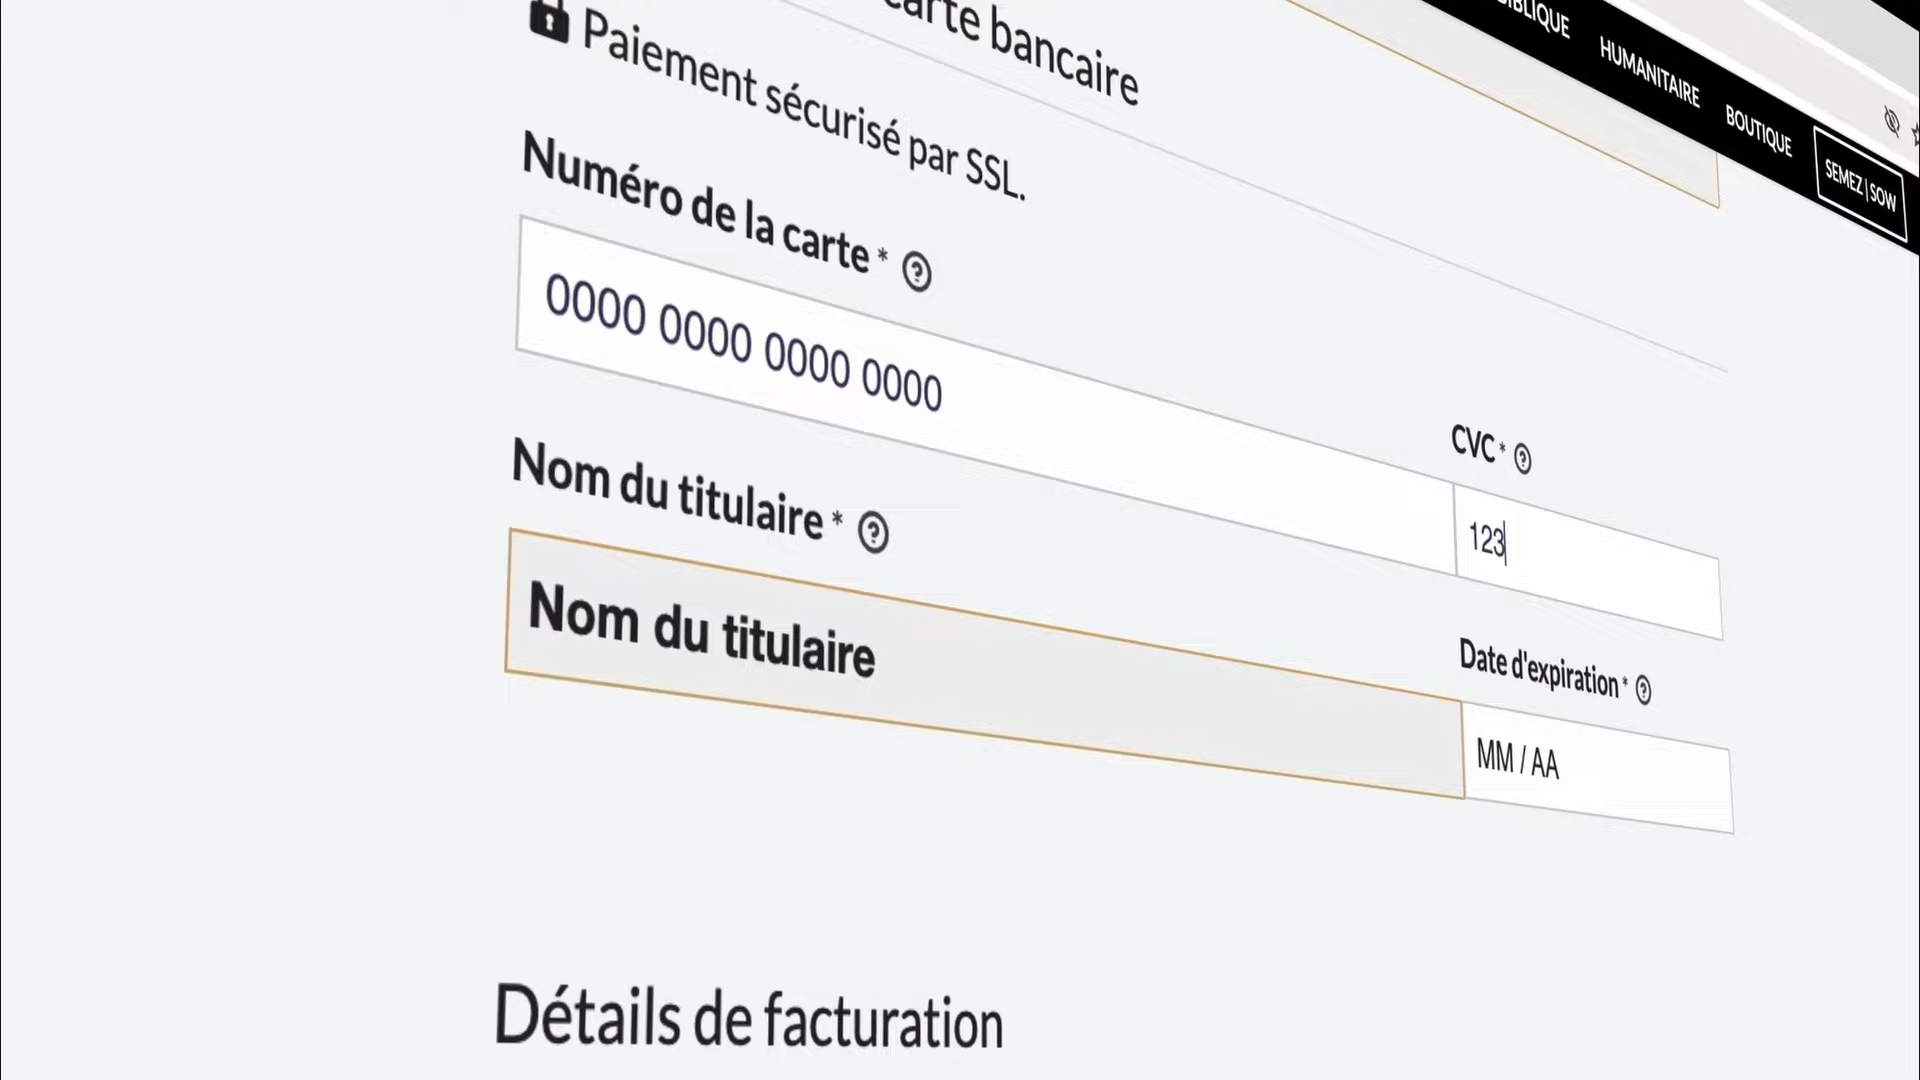 carte bancaire
Paiement sécurisé par SSL.
Numéro de la carte *
0000 0000 0000 0000
CVC *
123
Nom du titulaire *
Nom du titulaire
Date d'expiration *
MM / AA
Détails de facturation
BIBLIQUE
HUMANITAIRE
BOUTIQUE
SEMEZ | SOW